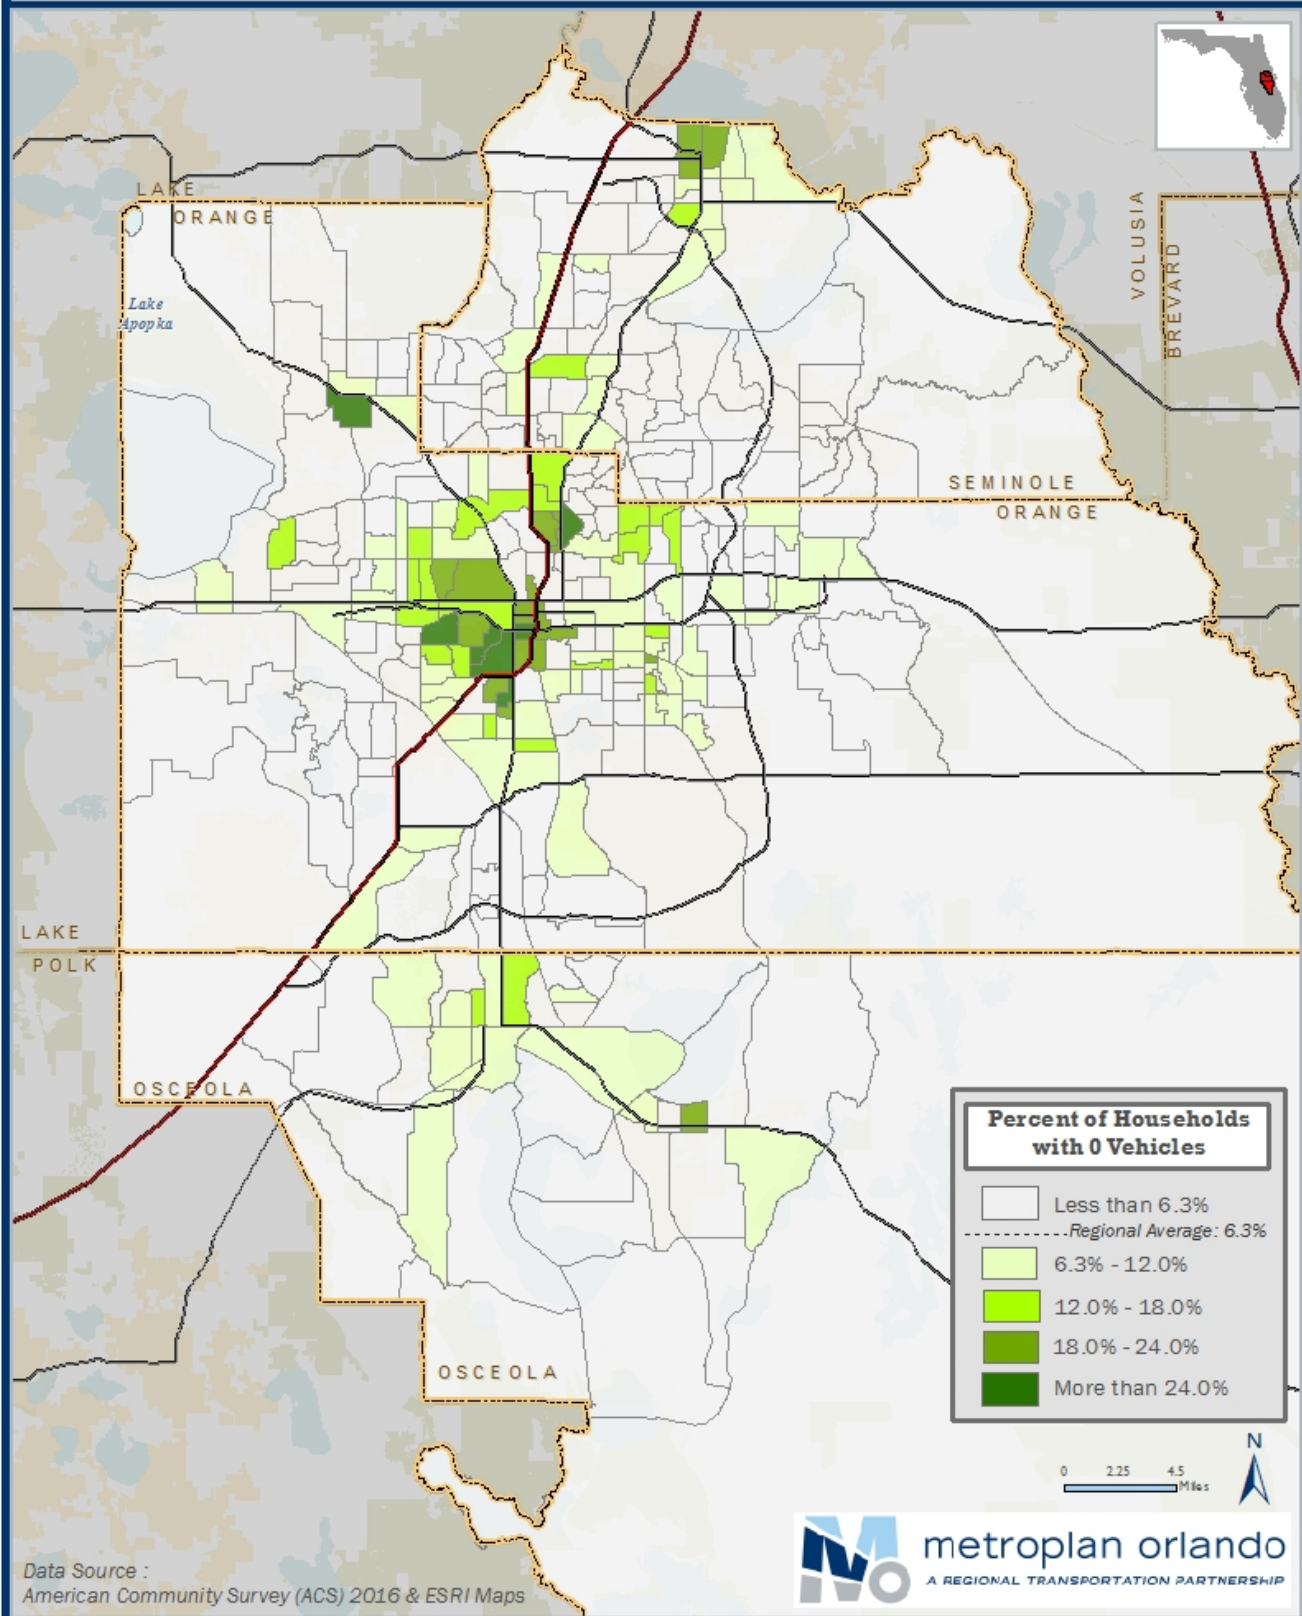 LAKE
ORANGE
Lake
Apopka
VOLUSIA
BREVARD
SEMINOLE
ORANGE
LAKE
POLK
OSCEOLA
OSCEOLA
Percent of Households
with 0 Vehicles
Less than 6.3%
Regional Average: 6.3%
6.3% - 12.0%
12.0% - 18.0%
18.0% - 24.0%
More than 24.0%
N
0 2.25 4.5
Miles
metroplan orlando
A REGIONAL TRANSPORTATION PARTNERSHIP
Data Source :
American Community Survey (ACS) 2016 & ESRI Maps